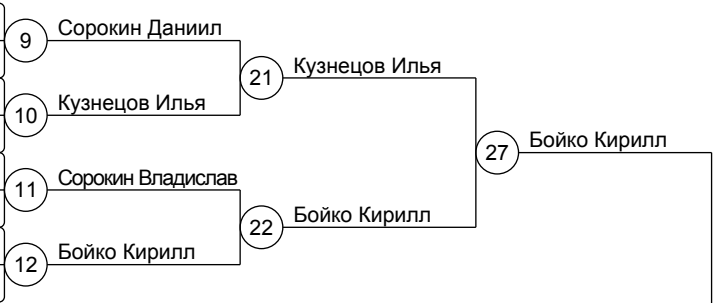 9 Сорокин Даниил
21 Кузнецов Илья
10 Кузнецов Илья
27 Бойко Кирилл
11 Сорокин Владислав
22 Бойко Кирилл
12 Бойко Кирилл